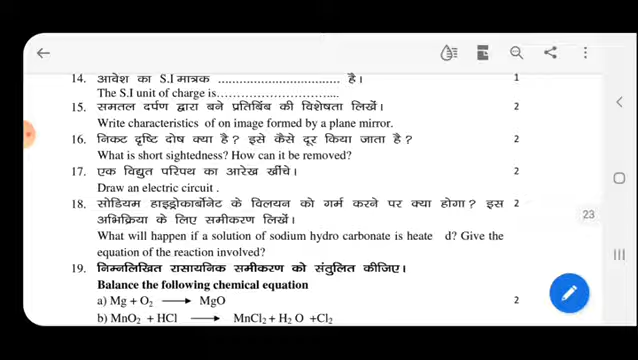 14. आवेश का S.I मात्रक ................................... है। 1
The S.I unit of charge is………………………....
15. समतल दर्पण द्वारा बने प्रतिबिंब की विशेषता लिखें। 2
Write characteristics of on image formed by a plane mirror.
16. निकट दृष्टि दोष क्या है? इसे कैसे दूर किया जाता है? 2
What is short sightedness? How can it be removed?
17. एक विद्युत परिपथ का आरेख खींचे। 2
Draw an electric circuit .
18. सोडियम हाइड्रोकार्बोनेट के विलयन को गर्म करने पर क्या होगा? इस 2
अभिक्रिया के लिए समीकरण लिखें।
23
What will happen if a solution of sodium hydro carbonate is heate d? Give the
equation of the reaction involved?
19. निम्नलिखित रासायनिक समीकरण को संतुलित कीजिए।
Balance the following chemical equation
a) Mg + O₂ ⟶ MgO 2
b) MnO₂ + HCl ⟶ MnCl₂ + H₂ O +Cl₂